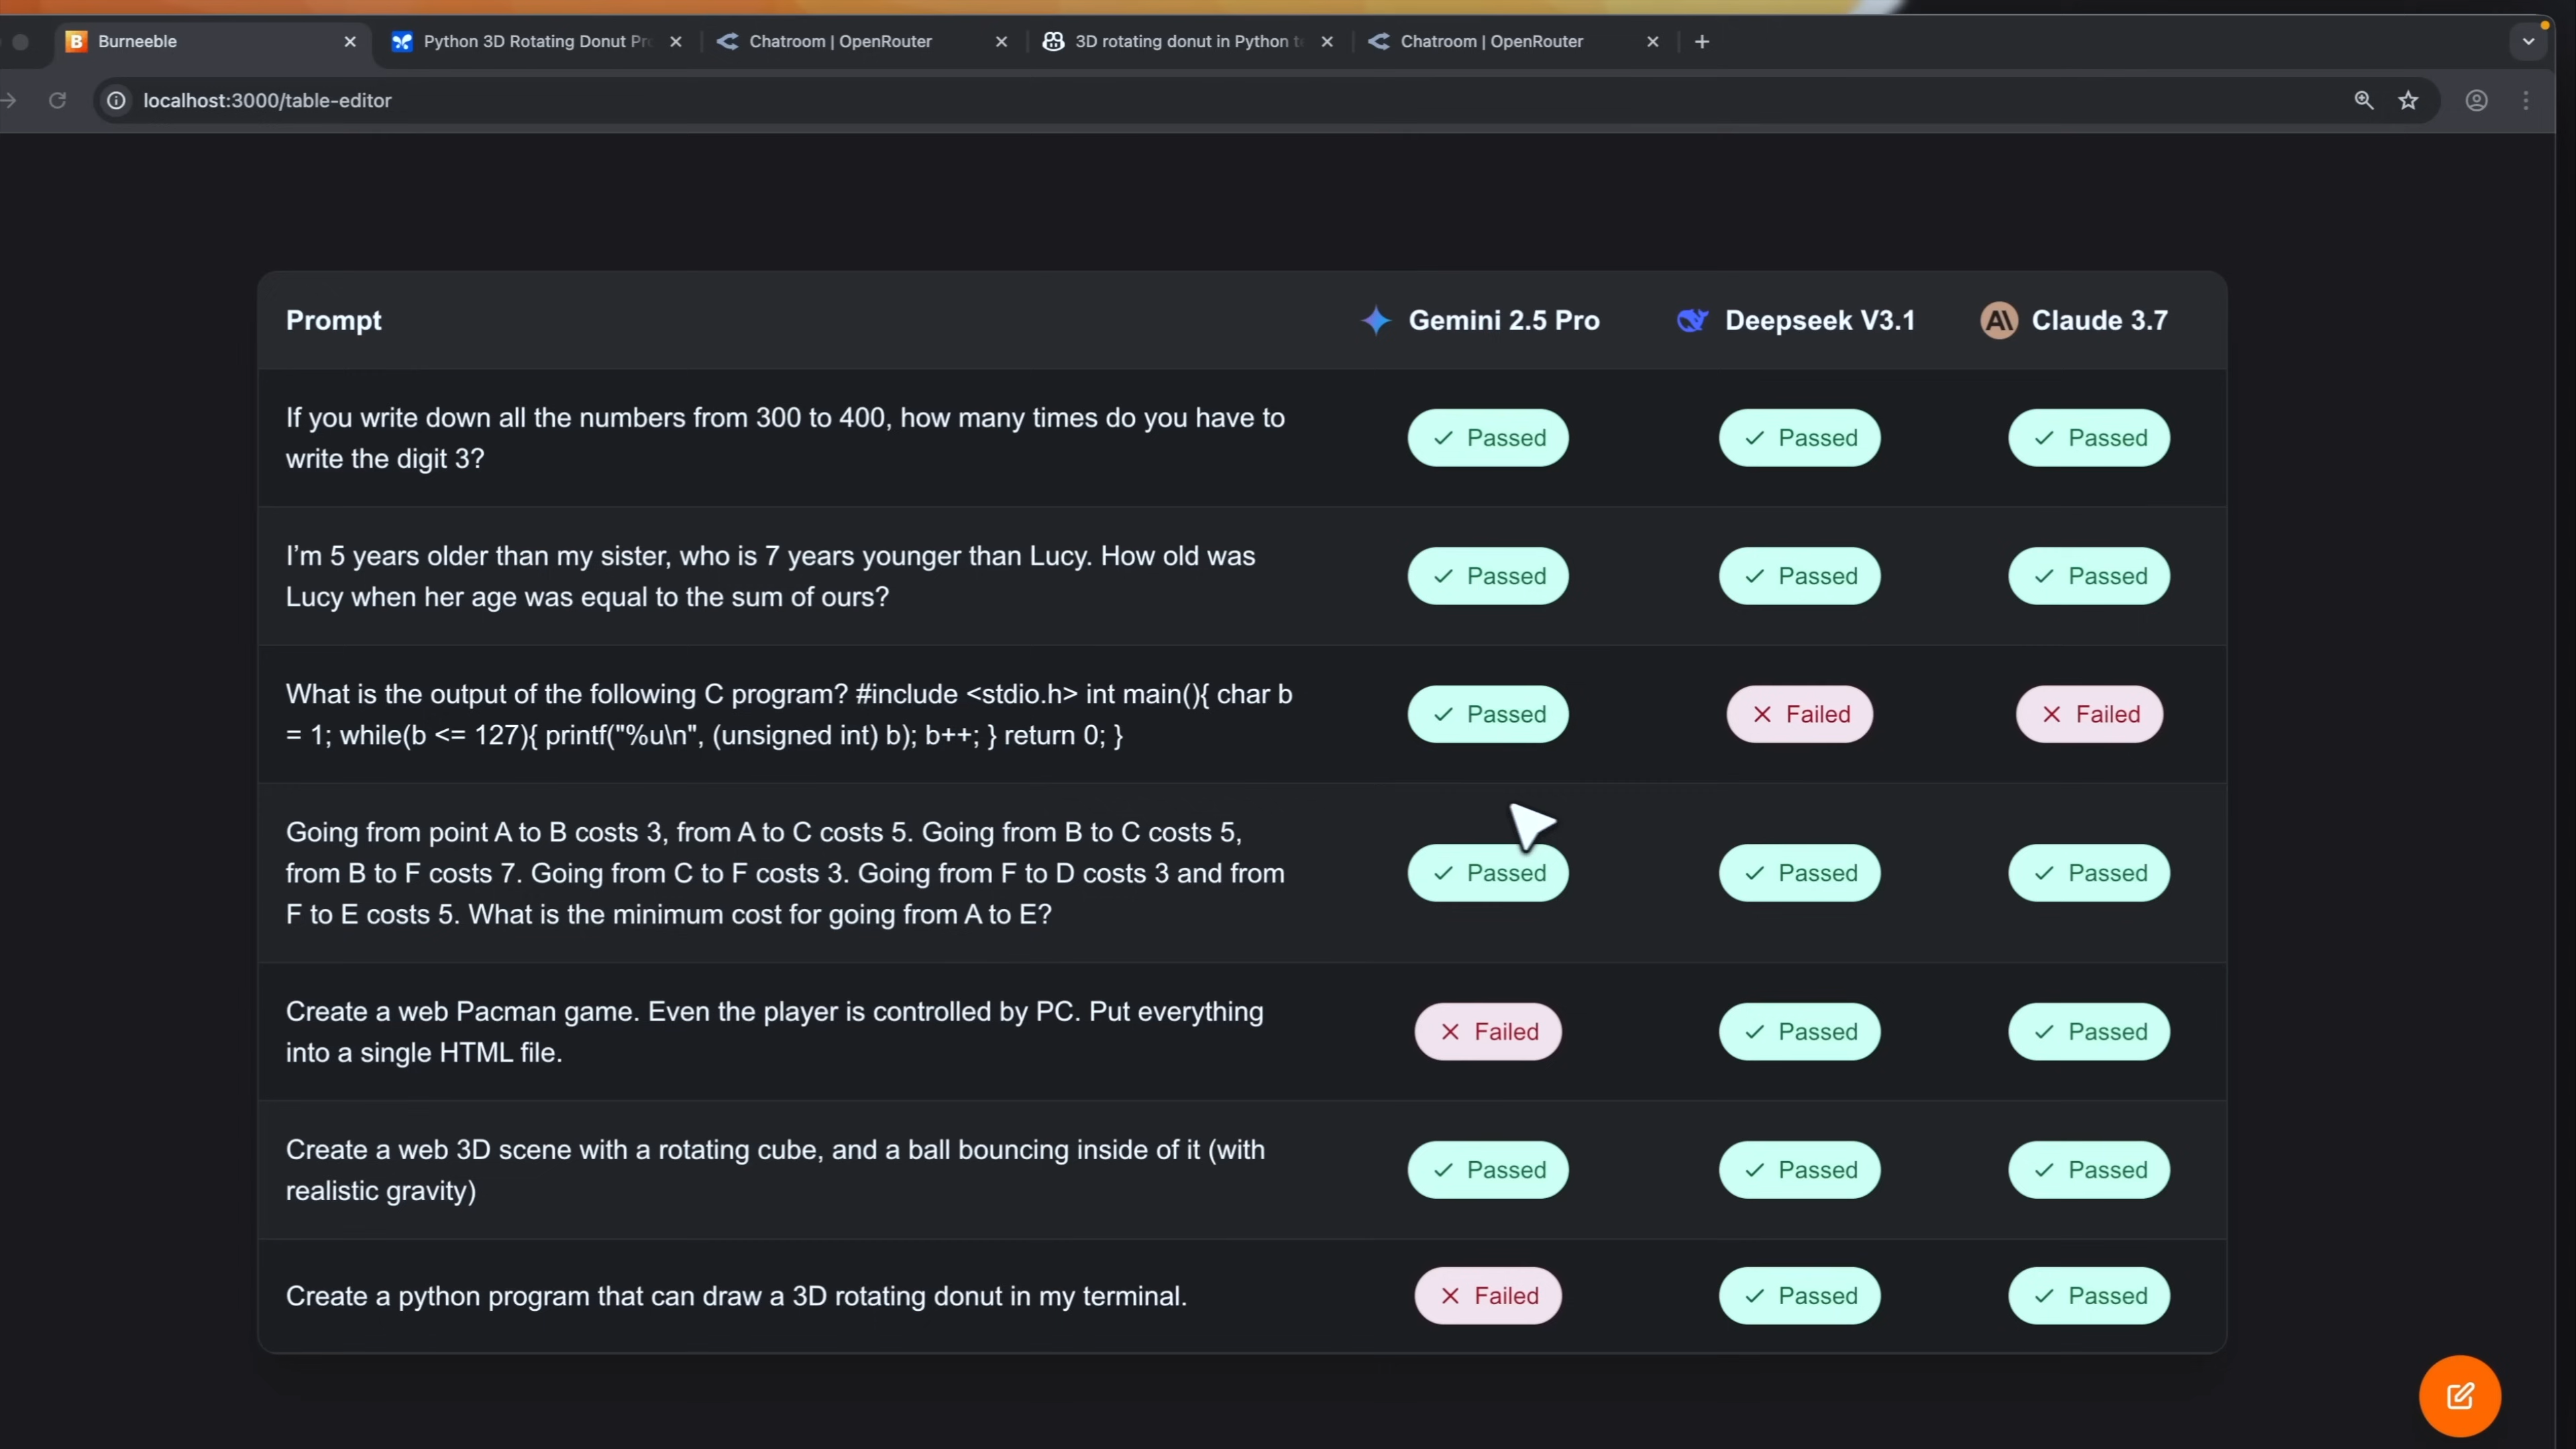 Burneeble
Python 3D Rotating Donut Pr
Chatroom | OpenRouter
3D rotating donut in Python t
Chatroom | OpenRouter
localhost:3000/table-editor
Prompt
Gemini 2.5 Pro
Deepseek V3.1
Claude 3.7
If you write down all the numbers from 300 to 400, how many times do you have to
write the digit 3?
Passed
Passed
Passed
I’m 5 years older than my sister, who is 7 years younger than Lucy. How old was
Lucy when her age was equal to the sum of ours?
Passed
Passed
Passed
What is the output of the following C program? #include <stdio.h> int main(){ char b
= 1; while(b <= 127){ printf("%u\n", (unsigned int) b); b++; } return 0; }
Passed
Failed
Failed
Going from point A to B costs 3, from A to C costs 5. Going from B to C costs 5,
from B to F costs 7. Going from C to F costs 3. Going from F to D costs 3 and from
F to E costs 5. What is the minimum cost for going from A to E?
Passed
Passed
Passed
Create a web Pacman game. Even the player is controlled by PC. Put everything
into a single HTML file.
Failed
Passed
Passed
Create a web 3D scene with a rotating cube, and a ball bouncing inside of it (with
realistic gravity)
Passed
Passed
Passed
Create a python program that can draw a 3D rotating donut in my terminal.
Failed
Passed
Passed